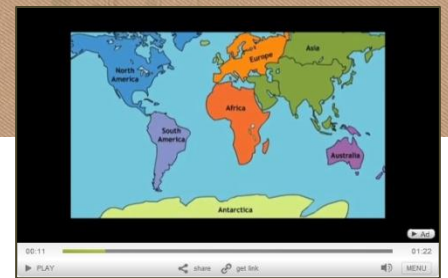 Europe
Asia
North
America
Africa
South
America
Australia
Antarctica
Ad
00:11
01:22
PLAY
share
get link
MENU